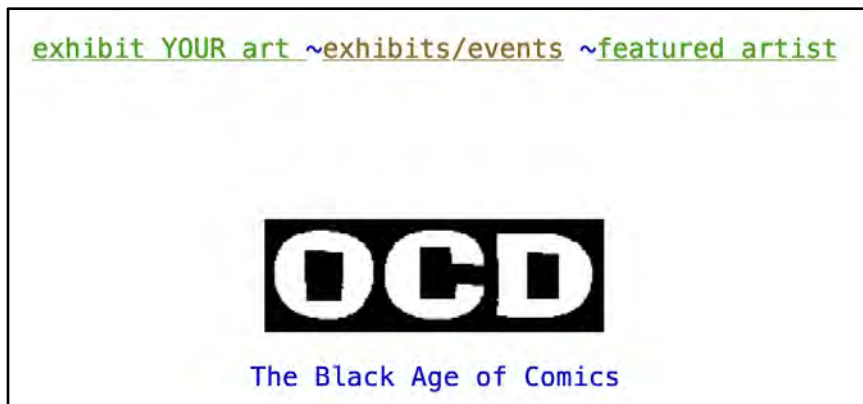 exhibit YOUR art ~exhibits/events ~featured artist
OCD
The Black Age of Comics